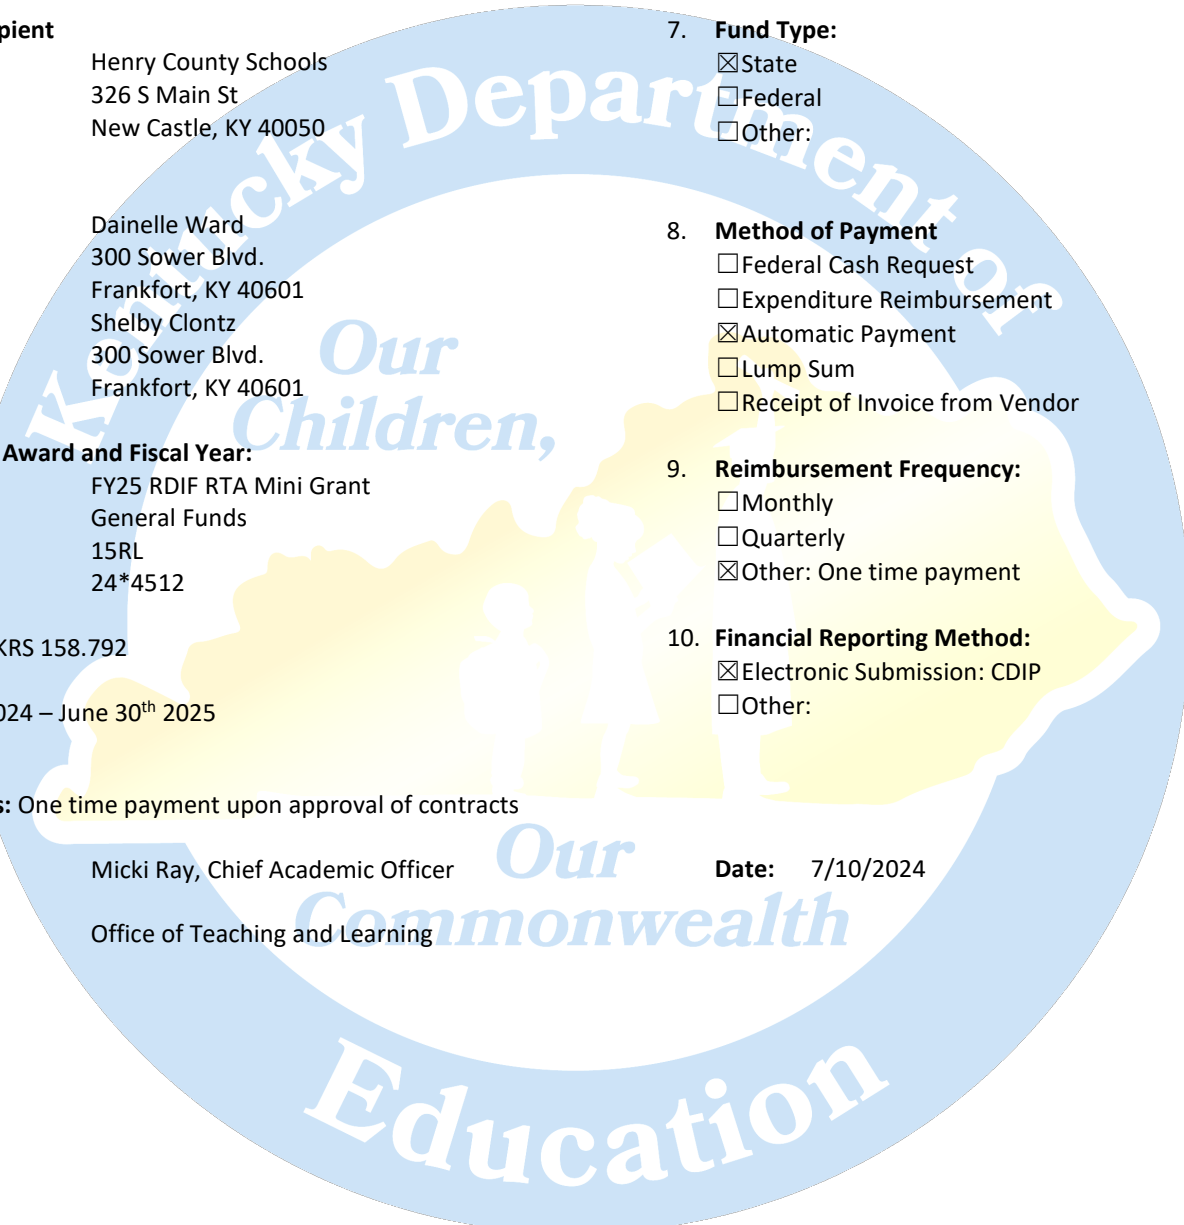 pient
Henry County Schools
326 S Main St
New Castle, KY 40050
Dainelle Ward
300 Sower Blvd.
Frankfort, KY 40601
Shelby Clontz
300 Sower Blvd.
Frankfort, KY 40601
Award and Fiscal Year:
FY25 RDIF RTA Mini Grant
General Funds
15RL
24*4512
KRS 158.792
024 – June 30th 2025
s: One time payment upon approval of contracts
Micki Ray, Chief Academic Officer
Office of Teaching and Learning
7. Fund Type:
☒State
☐Federal
☐Other:
8. Method of Payment
☐Federal Cash Request
☐Expenditure Reimbursement
☒Automatic Payment
☐Lump Sum
☐Receipt of Invoice from Vendor
9. Reimbursement Frequency:
☐Monthly
☐Quarterly
☒Other: One time payment
10. Financial Reporting Method:
☒Electronic Submission: CDIP
☐Other:
Date: 7/10/2024
Kentucky Department of
Education
Our
Children,
Our
Commonwealth